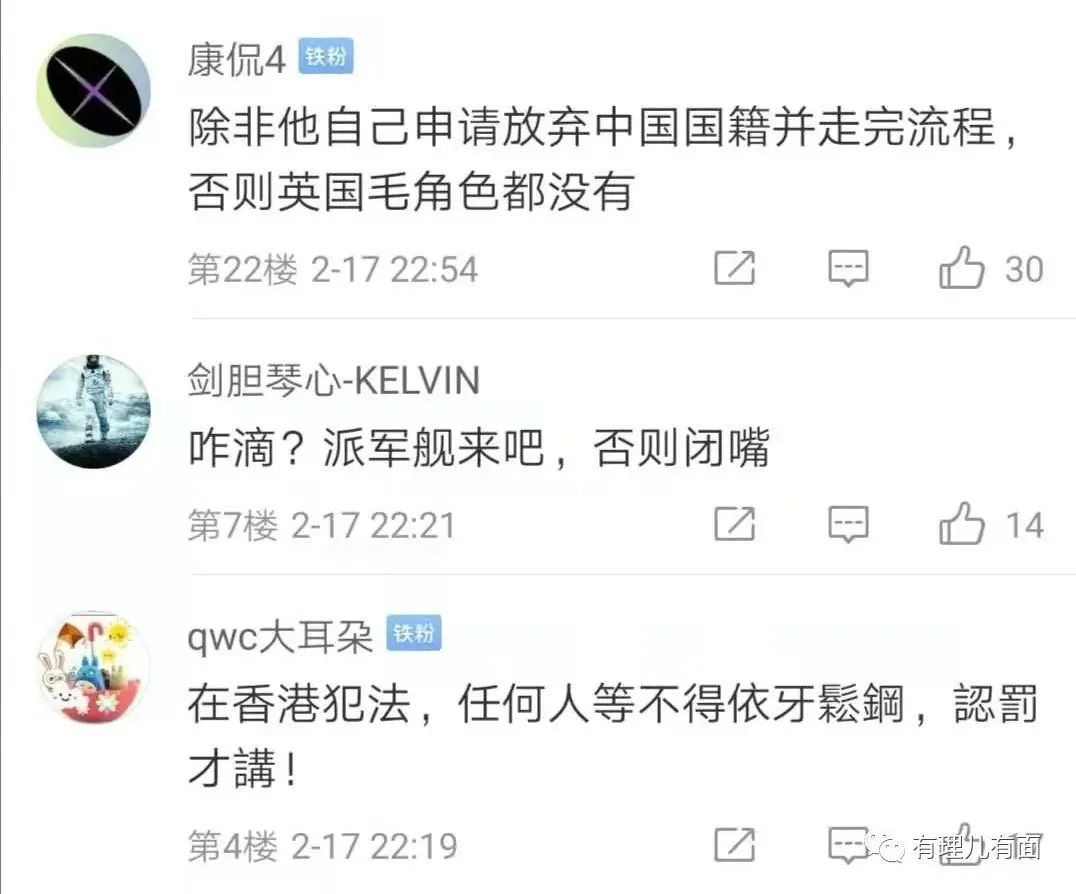 康侃4 铁粉
除非他自己申请放弃中国国籍并走完流程，
否则英国毛角色都没有
第22楼 2-17 22:54 30
剑胆琴心-KELVIN
咋滴？派军舰来吧，否则闭嘴
第7楼 2-17 22:21 14
qwc大耳朵 铁粉
在香港犯法，任何人等不得依牙鬆鋼，認罰
才講！
第4楼 2-17 22:19
有理儿有面